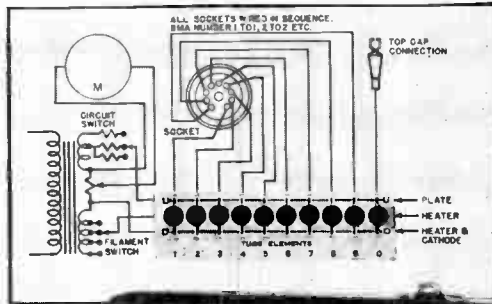 ALL SOCKETS WIRED IN SEQUENCE.
BMA NUMBER 1 TO 1, 2 TO 2 ETC.
TOP CAP
CONNECTION
M
CIRCUIT
SWITCH
SOCKET
U
U
PLATE
HEATER
D
O
HEATER &
CATHODE
FILAMENT
SWITCH
TUBE ELEMENTS
1 2 3 4 5 6 7 8 9 0